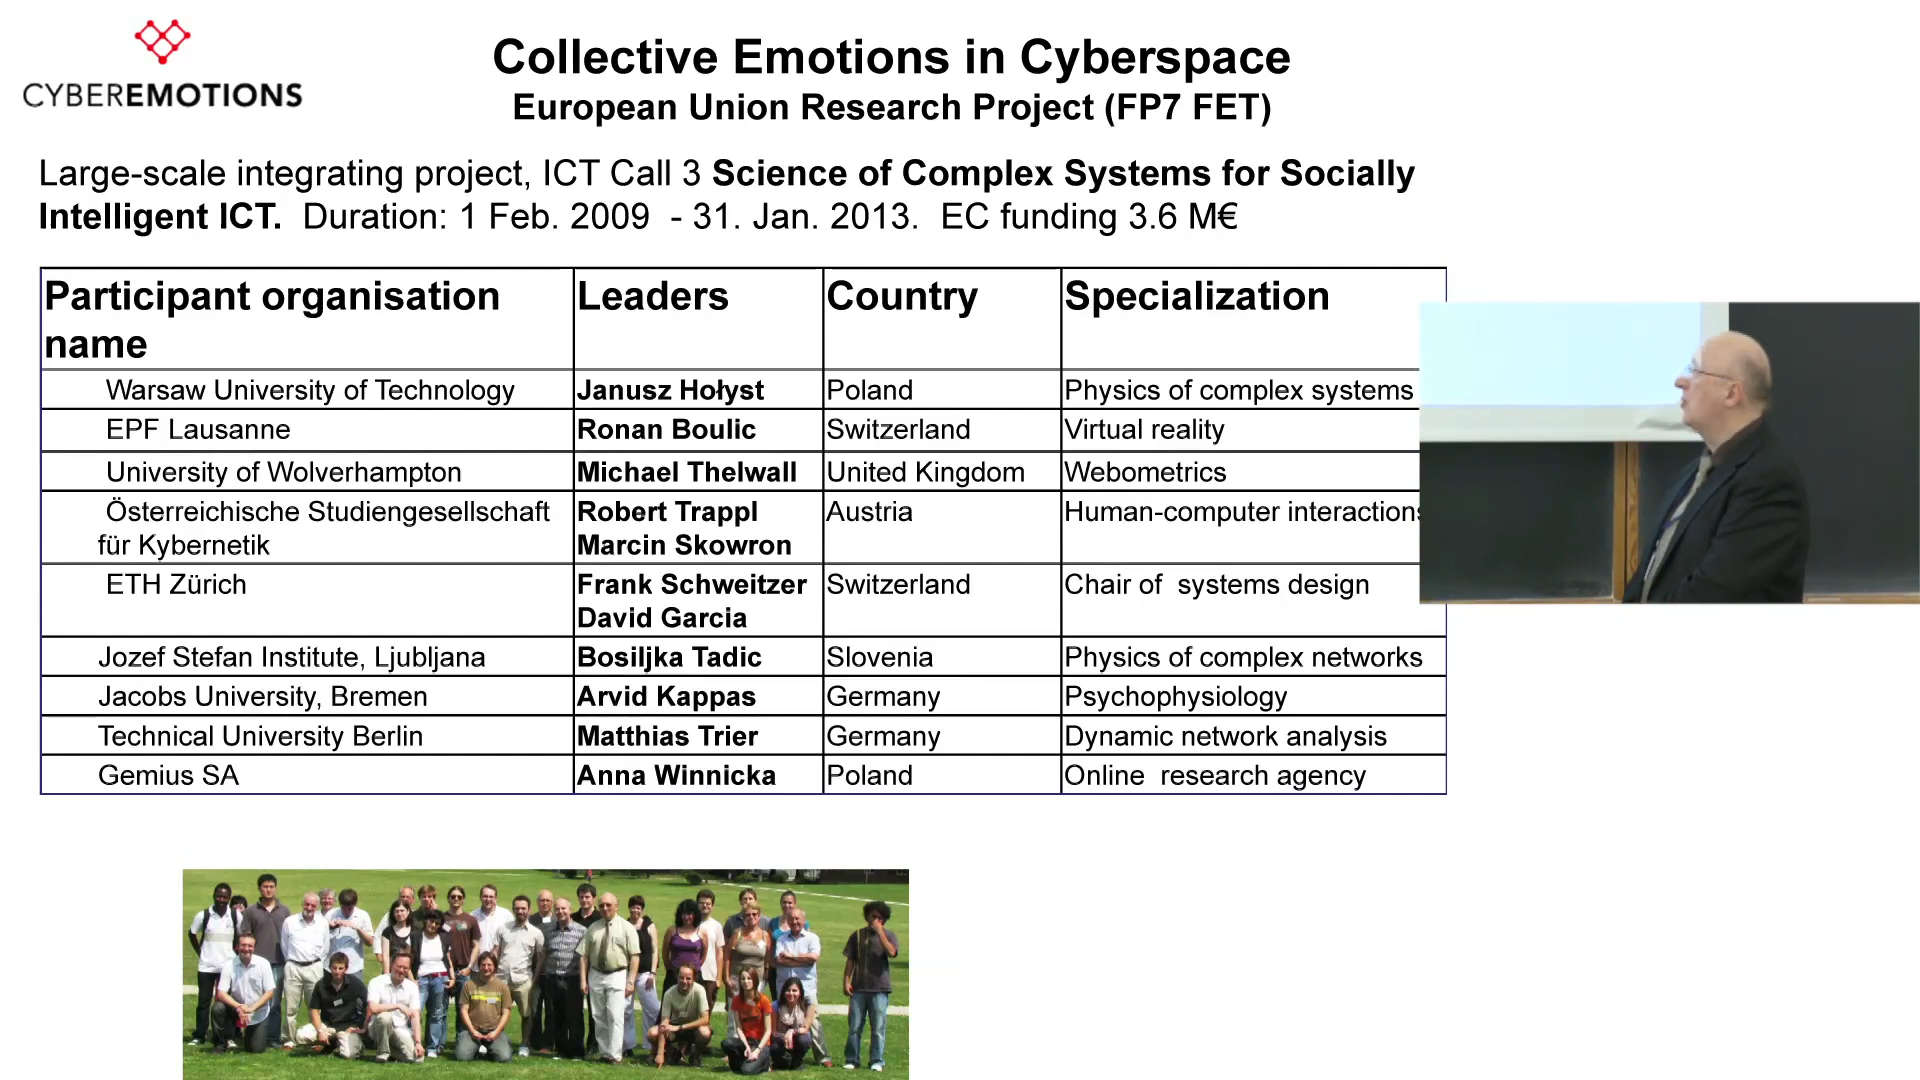 CYBEREMOTIONS
Collective Emotions in Cyberspace
European Union Research Project (FP7 FET)
Large-scale integrating project, ICT Call 3 Science of Complex Systems for Socially
Intelligent ICT.  Duration: 1 Feb. 2009  - 31. Jan. 2013.  EC funding 3.6 M€
Participant organisation name Leaders Country Specialization
Warsaw University of Technology Janusz Hołyst Poland Physics of complex systems
EPF Lausanne Ronan Boulic Switzerland Virtual reality
University of Wolverhampton Michael Thelwall United Kingdom Webometrics
Österreichische Studiengesellschaft für Kybernetik Robert Trappl Marcin Skowron Austria Human-computer interactions
ETH Zürich Frank Schweitzer David Garcia Switzerland Chair of  systems design
Jozef Stefan Institute, Ljubljana Bosiljka Tadic Slovenia Physics of complex networks
Jacobs University, Bremen Arvid Kappas Germany Psychophysiology
Technical University Berlin Matthias Trier Germany Dynamic network analysis
Gemius SA Anna Winnicka Poland Online  research agency